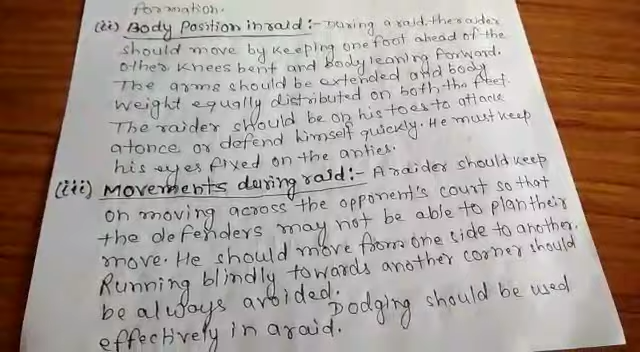 formation.
(ii) Body Position in raid :- During a raid, the raider
should move by keeping one foot ahead of the
other knees bent and body leaning forward.
The arms should be extended and body
weight equally distributed on both the feet.
The raider should be on his toes to attack
atonce or defend himself quickly. He must keep
his eyes fixed on the anties.
(iii) Movements during raid :- A raider should keep
on moving across the opponent's court so that
the defenders may not be able to plan their
move. He should move from one side to another.
Running blindly towards another corner should
be always avoided. Dodging should be used
effectively in a raid.